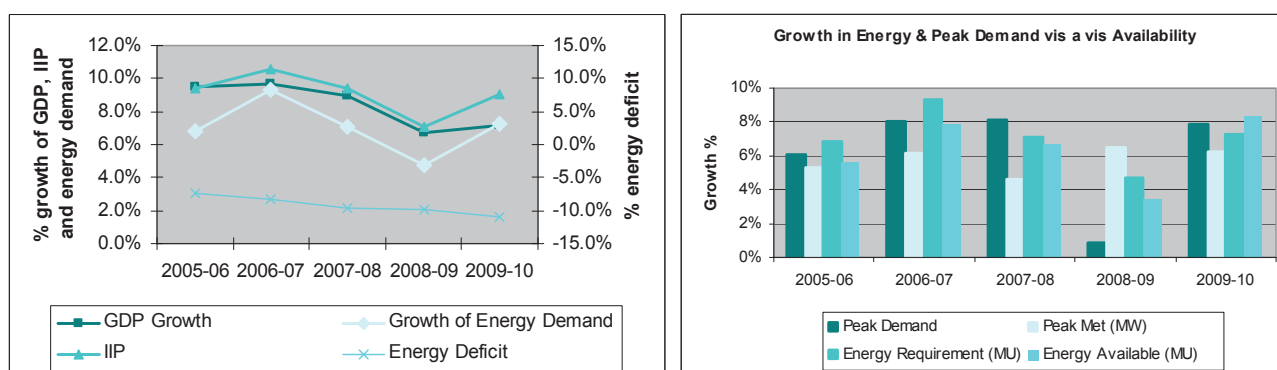 % growth of GDP, IIP
and energy demand
12.0%
10.0%
8.0%
6.0%
4.0%
2.0%
0.0%
15.0%
10.0%
5.0%
0.0%
-5.0%
-10.0%
-15.0%
% energy deficit
2005-06 2006-07 2007-08 2008-09 2009-10
GDP Growth
Growth of Energy Demand
IIP
Energy Deficit
Growth in Energy & Peak Demand vis a vis Availability
Growth %
10%
8%
6%
4%
2%
0%
2005-06 2006-07 2007-08 2008-09 2009-10
Peak Demand
Peak Met (MW)
Energy Requirement (MU)
Energy Available (MU)